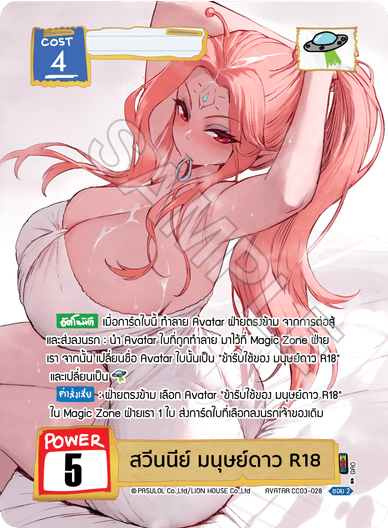 COST
4
SAMPLE
อัตโนมัติ เมื่อการ์ดใบนี้ ทำลาย Avatar ฝ่ายตรงข้าม จากการต่อสู้
และส่งลงนรก : นำ Avatar ใบที่ถูกทำลาย มาไว้ที่ Magic Zone ฝ่าย
เรา จากนั้น เปลี่ยนชื่อ Avatar ใบนั้นเป็น "ข้ารับใช้ของ มนุษย์ดาว R18"
และเปลี่ยนเป็น
: ฝ่ายตรงข้าม เลือก Avatar "ข้ารับใช้ของ มนุษย์ดาว R18"
ใน Magic Zone ฝ่ายเรา 1 ใบ ส่งการ์ดใบที่เลือกลงนรกเจ้าของเดิม
POWER
5
สวีนนีย์ มนุษย์ดาว R18
© PASULOL Co.,Ltd/LION HOUSE Co.,Ltd AVATAR CC03-028 ซอย 2